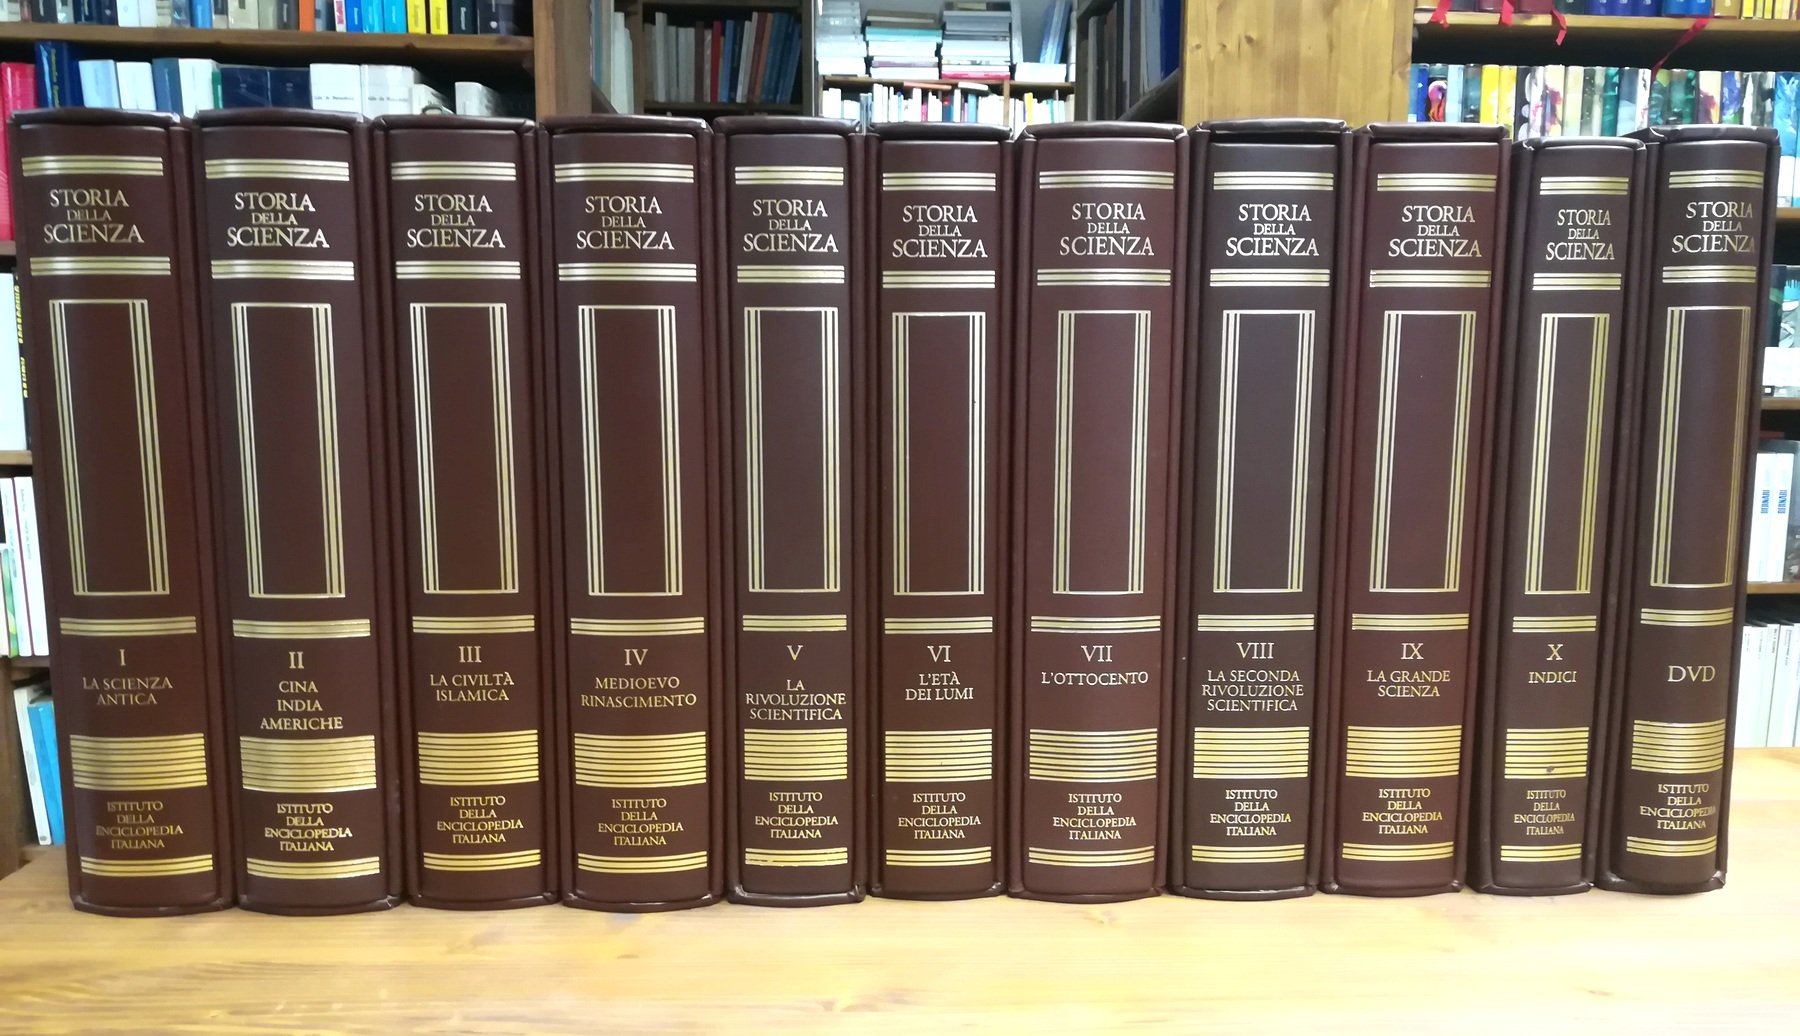 STORIA
DELLA
SCIENZA
I
LA SCIENZA
ANTICA
ISTITUTO
DELLA
ENCICLOPEDIA
ITALIANA
STORIA
DELLA
SCIENZA
II
CINA
INDIA
AMERICHE
ISTITUTO
DELLA
ENCICLOPEDIA
ITALIANA
STORIA
DELLA
SCIENZA
III
LA CIVILTÀ
ISLAMICA
ISTITUTO
DELLA
ENCICLOPEDIA
ITALIANA
STORIA
DELLA
SCIENZA
IV
MEDIOEVO
RINASCIMENTO
ISTITUTO
DELLA
ENCICLOPEDIA
ITALIANA
STORIA
DELLA
SCIENZA
V
LA
RIVOLUZIONE
SCIENTIFICA
ISTITUTO
DELLA
ENCICLOPEDIA
ITALIANA
STORIA
DELLA
SCIENZA
VI
L'ETÀ
DEI LUMI
ISTITUTO
DELLA
ENCICLOPEDIA
ITALIANA
STORIA
DELLA
SCIENZA
VII
L'OTTOCENTO
ISTITUTO
DELLA
ENCICLOPEDIA
ITALIANA
STORIA
DELLA
SCIENZA
VIII
LA SECONDA
RIVOLUZIONE
SCIENTIFICA
ISTITUTO
DELLA
ENCICLOPEDIA
ITALIANA
STORIA
DELLA
SCIENZA
IX
LA GRANDE
SCIENZA
ISTITUTO
DELLA
ENCICLOPEDIA
ITALIANA
STORIA
DELLA
SCIENZA
X
INDICI
ISTITUTO
DELLA
ENCICLOPEDIA
ITALIANA
STORIA
DELLA
SCIENZA
DVD
ISTITUTO
DELLA
ENCICLOPEDIA
ITALIANA
BERNARI
BERNARI